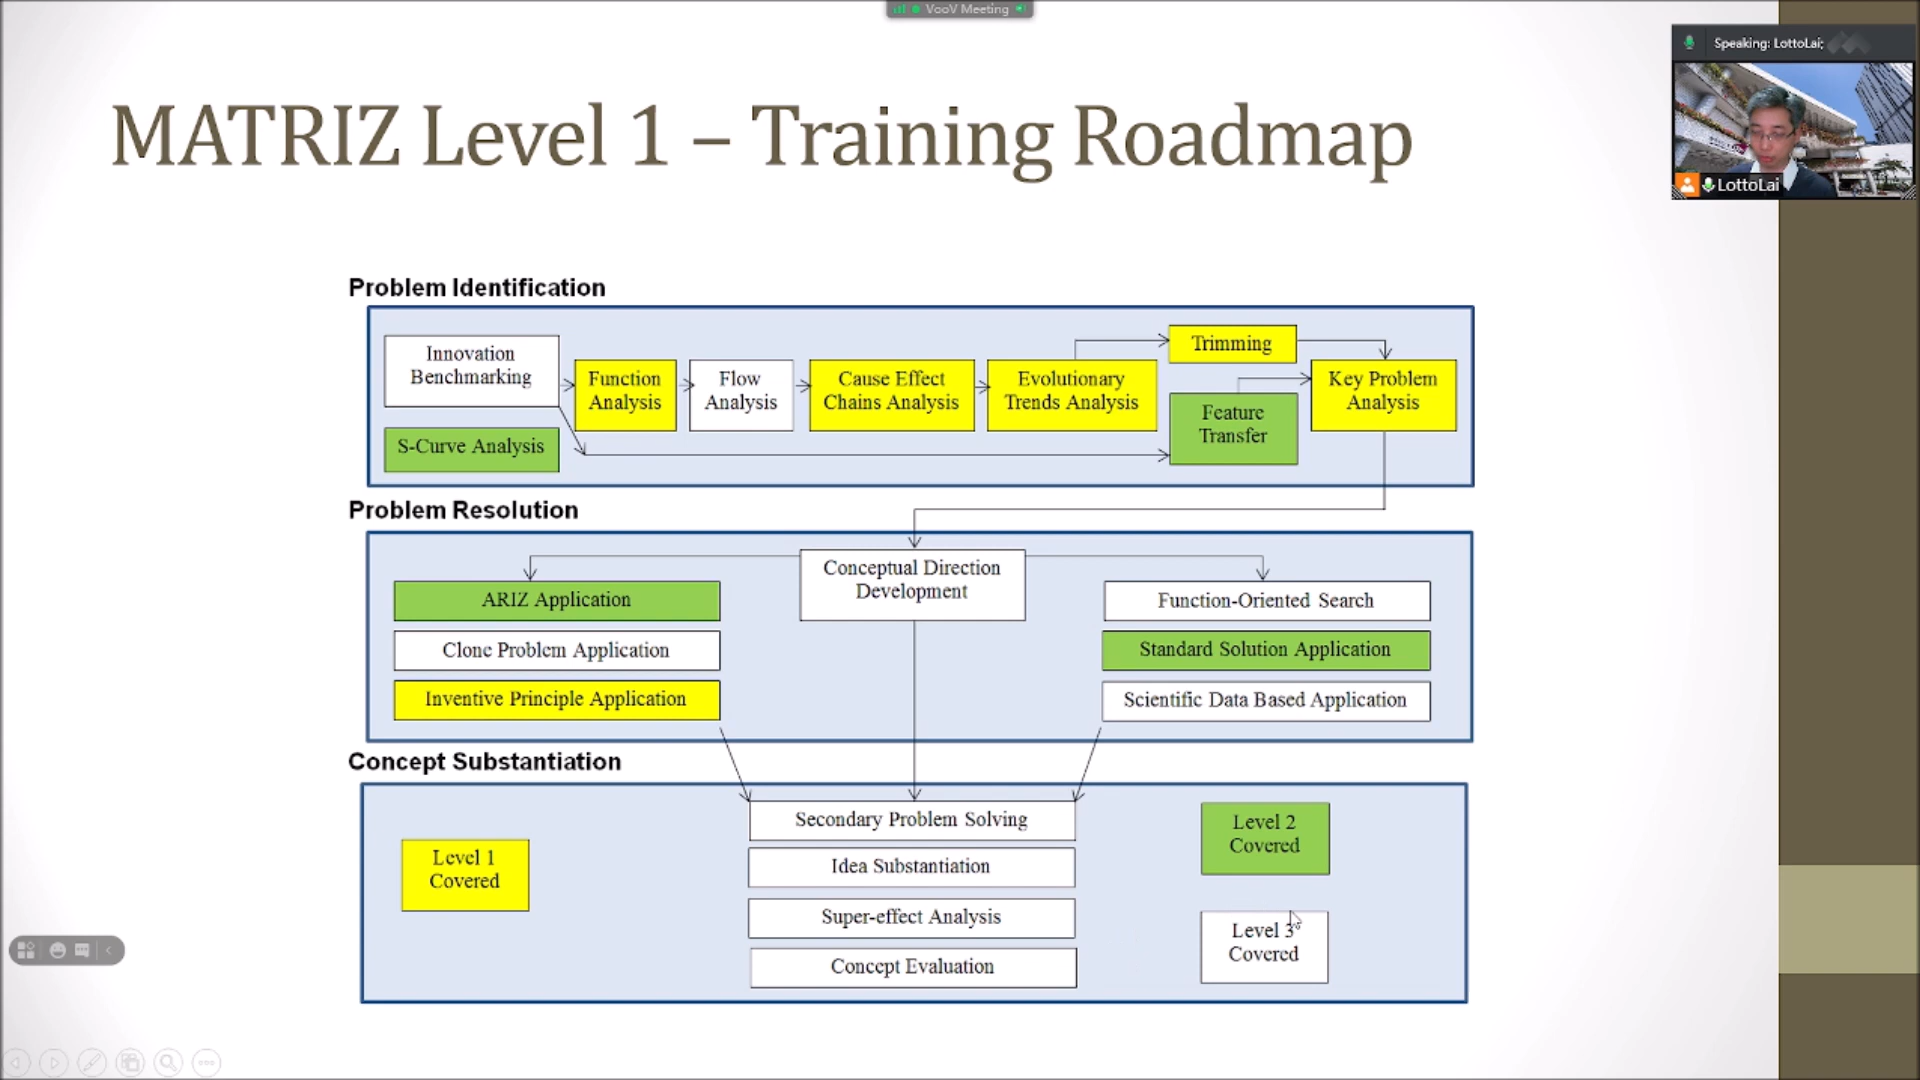 VooV Meeting
Speaking: LottoLai;
LottoLai
MATRIZ Level 1 – Training Roadmap
Problem Identification
Innovation
Benchmarking
S-Curve Analysis
Function
Analysis
Flow
Analysis
Cause Effect
Chains Analysis
Evolutionary
Trends Analysis
Trimming
Feature
Transfer
Key Problem
Analysis
Problem Resolution
Conceptual Direction
Development
ARIZ Application
Clone Problem Application
Inventive Principle Application
Function-Oriented Search
Standard Solution Application
Scientific Data Based Application
Concept Substantiation
Level 1
Covered
Secondary Problem Solving
Idea Substantiation
Super-effect Analysis
Concept Evaluation
Level 2
Covered
Level 3
Covered